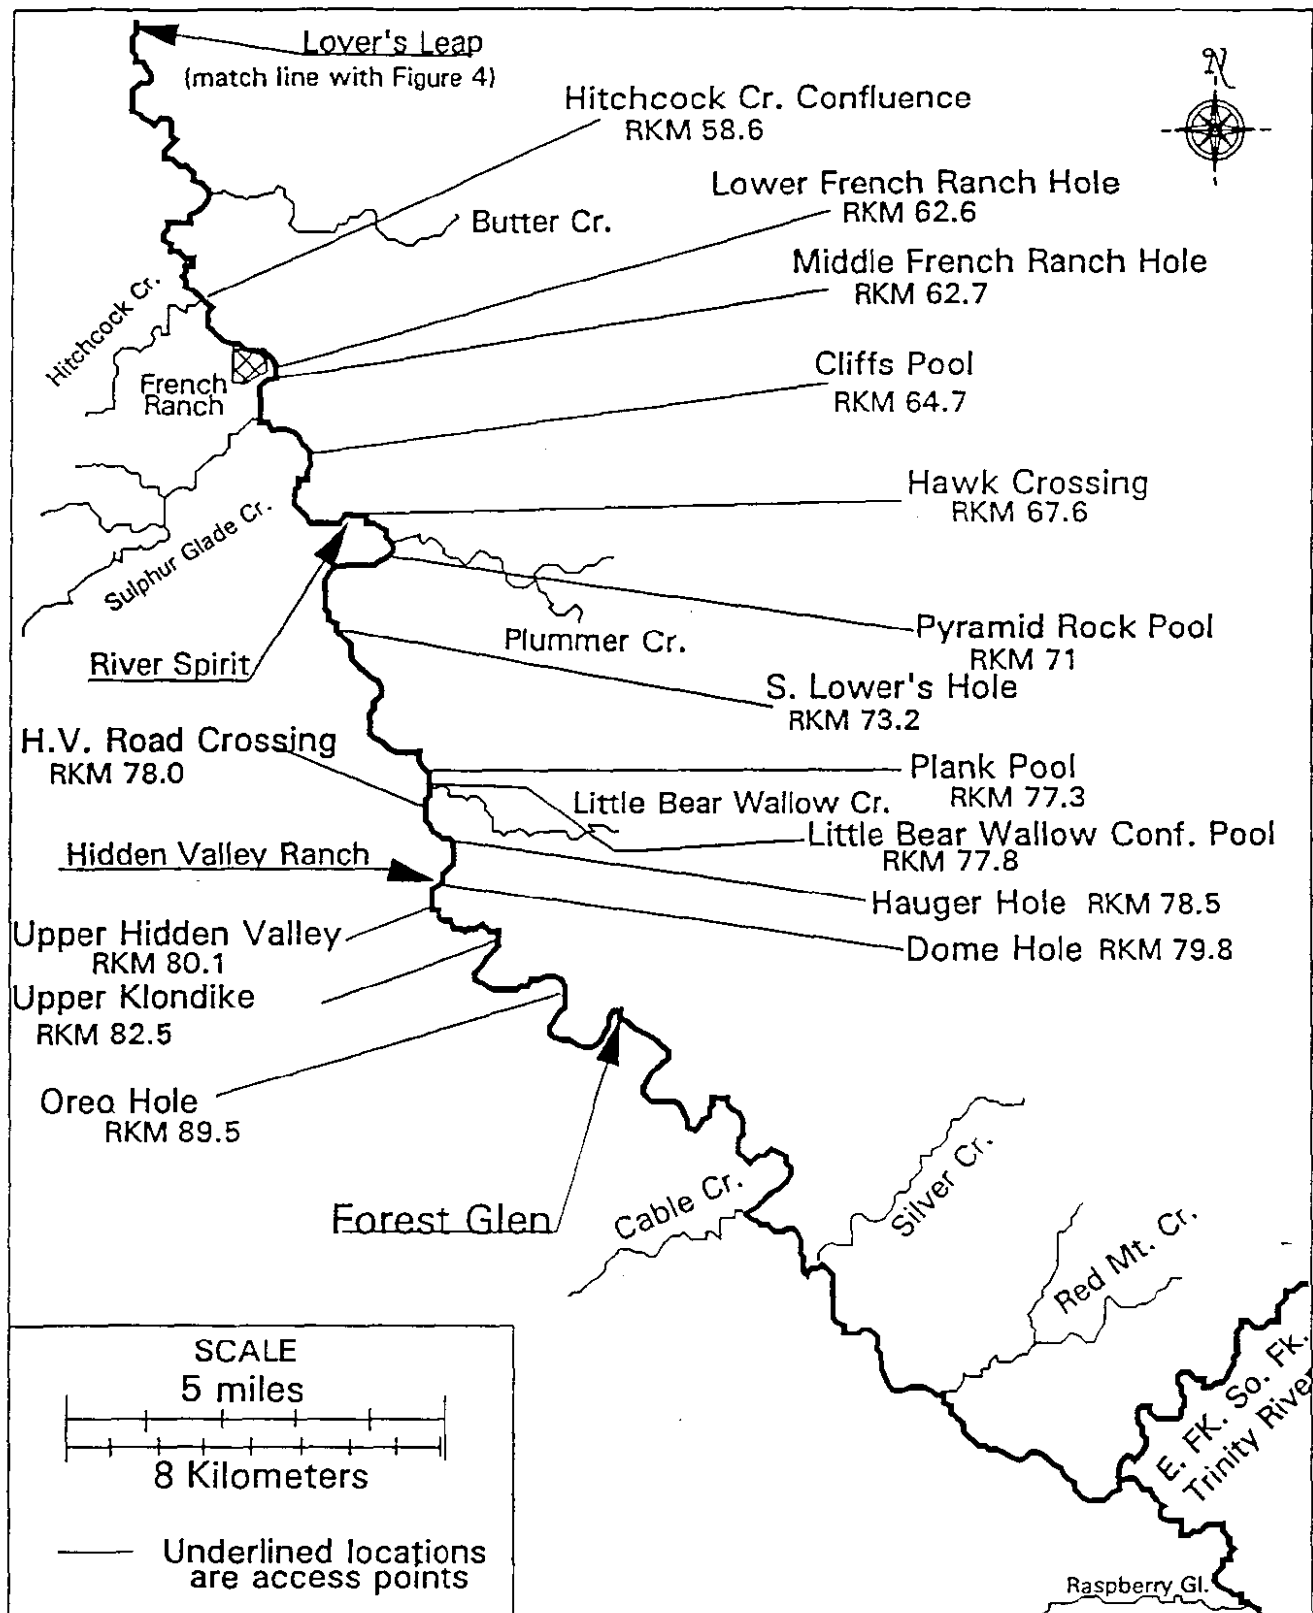 Lover's Leap
(match line with Figure 4)
N
Hitchcock Cr. Confluence
RKM 58.6
Lower French Ranch Hole
RKM 62.6
Butter Cr.
Middle French Ranch Hole
RKM 62.7
Hitchcock Cr.
French
Ranch
Cliffs Pool
RKM 64.7
Hawk Crossing
RKM 67.6
Sulphur Glade Cr.
Plummer Cr.
Pyramid Rock Pool
RKM 71
River Spirit
S. Lower's Hole
RKM 73.2
H.V. Road Crossing
RKM 78.0
Plank Pool
RKM 77.3
Little Bear Wallow Cr.
Little Bear Wallow Conf. Pool
RKM 77.8
Hidden Valley Ranch
Hauger Hole RKM 78.5
Upper Hidden Valley
RKM 80.1
Dome Hole RKM 79.8
Upper Klondike
RKM 82.5
Orea Hole
RKM 89.5
Forest Glen
Cable Cr.
Silver Cr.
Red Mt. Cr.
E. FK. So. Fk.
Trinity River
Raspberry Gl.
SCALE
5 miles
8 Kilometers
Underlined locations
are access points